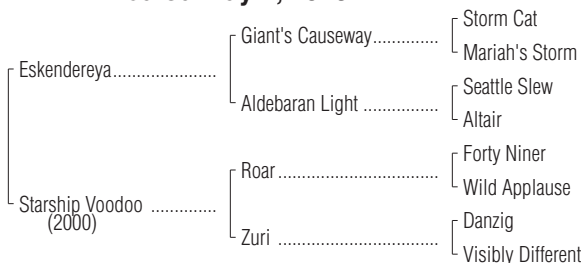 Storm Cat
Giant's Causeway..............
Mariah's Storm
Eskendereya......................
Seattle Slew
Aldebaran Light ................
Altair
Forty Niner
Roar..................................
Wild Applause
Starship Voodoo ..............
(2000)
Danzig
Zuri ..................................
Visibly Different